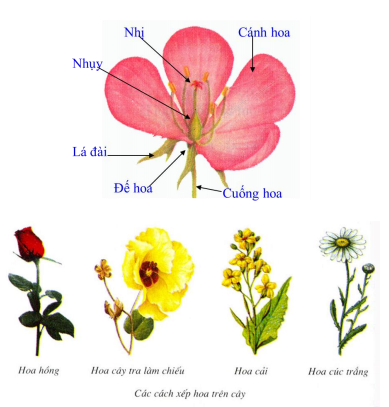 Nhị
Cánh hoa
Nhụy
Lá đài
Đế hoa
Cuống hoa
Hoa hồng
Hoa cây tra làm chiếu
Hoa cải
Hoa cúc trắng
Các cách xếp hoa trên cây